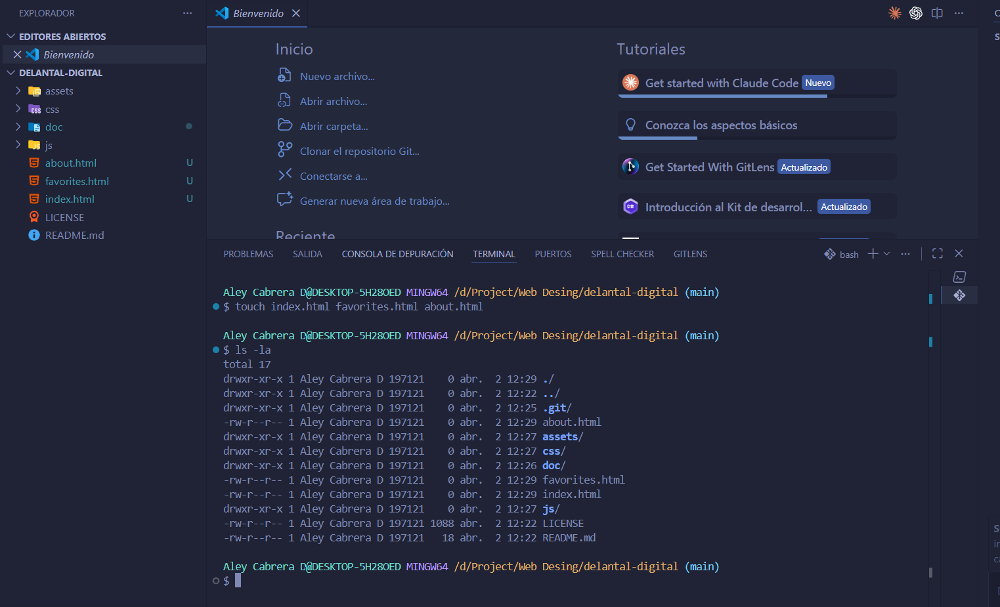 EXPLORADOR
EDITORES ABIERTOS
Bienvenido
DELANTAL-DIGITAL
assets
css
doc
js
about.html U
favorites.html U
index.html U
LICENSE
README.md
Bienvenido
Inicio
Nuevo archivo...
Abrir archivo...
Abrir carpeta...
Clonar el repositorio Git...
Conectarse a...
Generar nueva área de trabajo...
Reciente
Tutoriales
Get started with Claude Code Nuevo
Conozca los aspectos básicos
Get Started With GitLens Actualizado
Introducción al Kit de desarrol... Actualizado
PROBLEMAS SALIDA CONSOLA DE DEPURACIÓN TERMINAL PUERTOS SPELL CHECKER GITLENS
bash
Aley Cabrera D@DESKTOP-5H28OED MINGW64 /d/Project/Web Desing/delantal-digital (main)
$ touch index.html favorites.html about.html
Aley Cabrera D@DESKTOP-5H28OED MINGW64 /d/Project/Web Desing/delantal-digital (main)
$ ls -la
total 17
drwxr-xr-x 1 Aley Cabrera D 197121    0 abr.  2 12:29 ./
drwxr-xr-x 1 Aley Cabrera D 197121    0 abr.  2 12:22 ../
drwxr-xr-x 1 Aley Cabrera D 197121    0 abr.  2 12:25 .git/
-rw-r--r-- 1 Aley Cabrera D 197121    0 abr.  2 12:29 about.html
drwxr-xr-x 1 Aley Cabrera D 197121    0 abr.  2 12:27 assets/
drwxr-xr-x 1 Aley Cabrera D 197121    0 abr.  2 12:27 css/
drwxr-xr-x 1 Aley Cabrera D 197121    0 abr.  2 12:26 doc/
-rw-r--r-- 1 Aley Cabrera D 197121    0 abr.  2 12:29 favorites.html
-rw-r--r-- 1 Aley Cabrera D 197121    0 abr.  2 12:29 index.html
drwxr-xr-x 1 Aley Cabrera D 197121    0 abr.  2 12:27 js/
-rw-r--r-- 1 Aley Cabrera D 197121 1088 abr.  2 12:22 LICENSE
-rw-r--r-- 1 Aley Cabrera D 197121   18 abr.  2 12:22 README.md
Aley Cabrera D@DESKTOP-5H28OED MINGW64 /d/Project/Web Desing/delantal-digital (main)
$